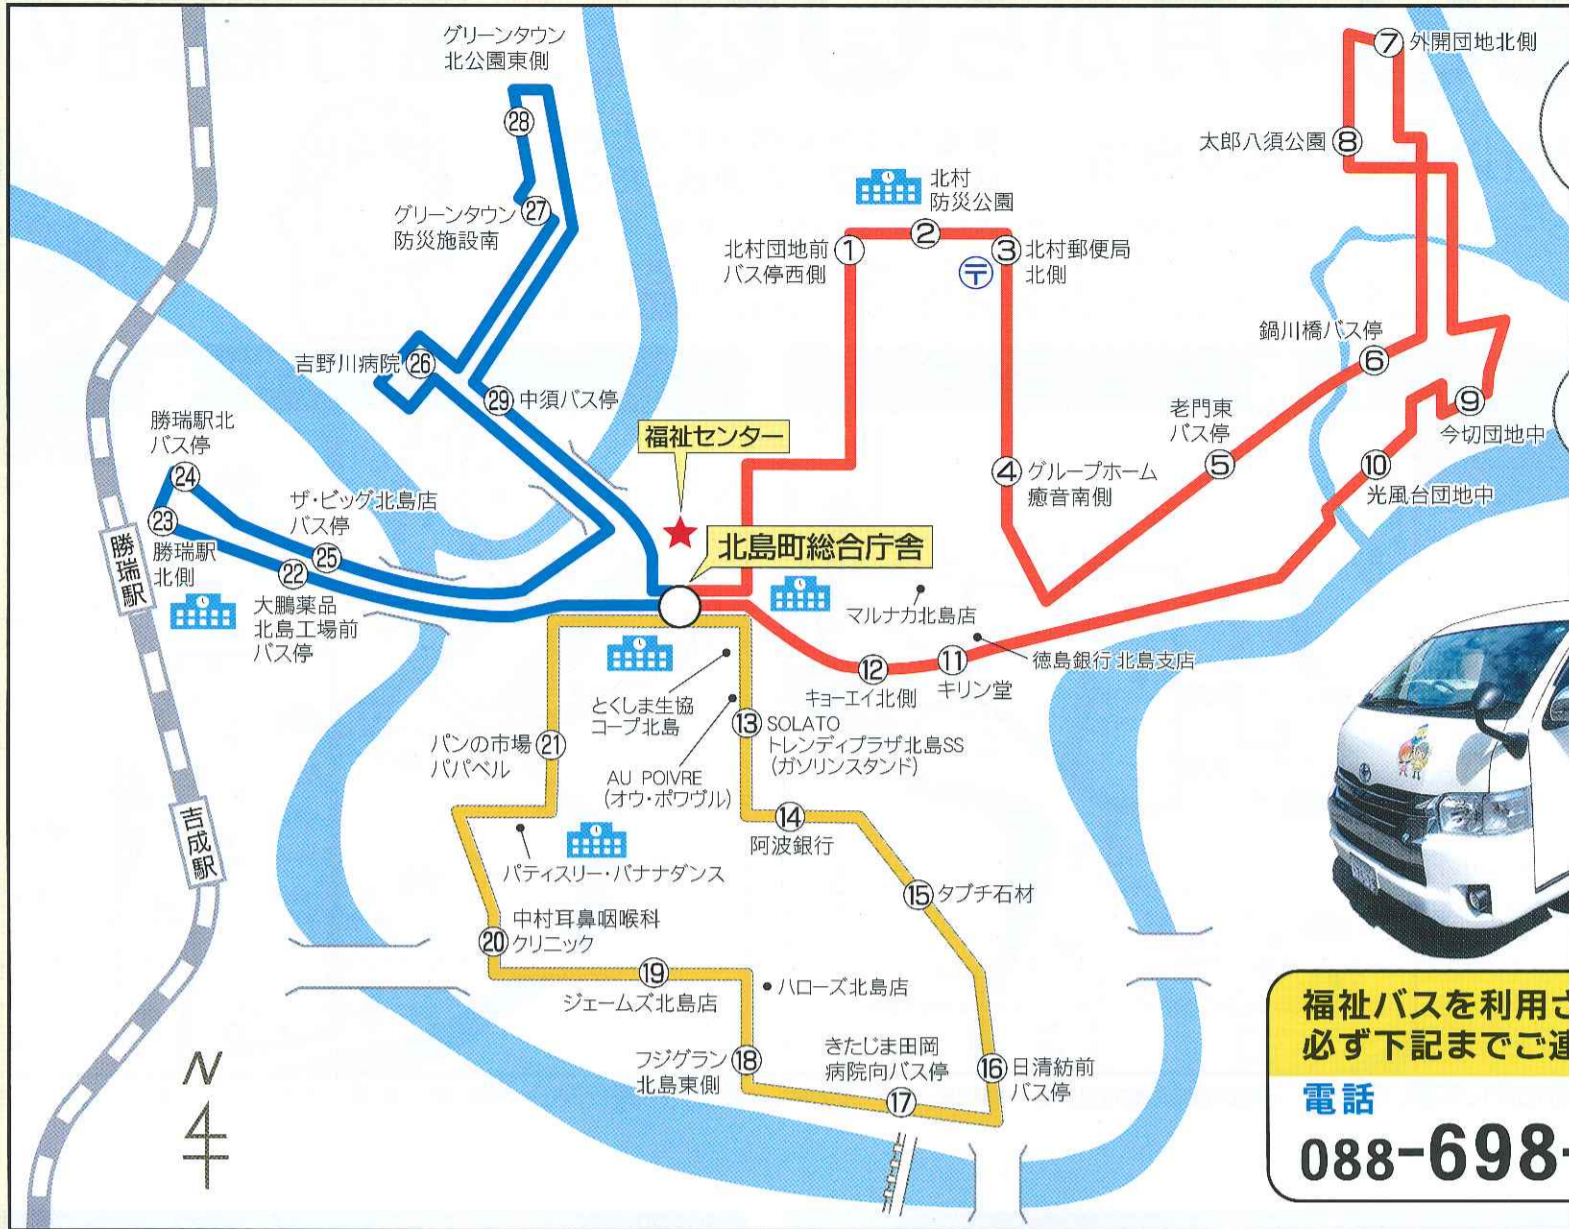 グリーンタウン
北公園東側
28
グリーンタウン
防災施設南
27
吉野川病院 26
29 中須バス停
勝瑞駅北
バス停
24
23
勝瑞駅
北側
ザ・ビッグ北島店
バス停
25
22
大鵬薬品
北島工場前
バス停
勝瑞駅
吉成駅
福祉センター
北島町総合庁舎
北村
防災公園
2
北村団地前
バス停西側
1
3 北村郵便局
北側
〒
4 グループホーム
癒音南側
老門東
バス停
5
鍋川橋バス停
6
7 外開団地北側
太郎八須公園 8
9
今切団地中
10
光風台団地中
マルナカ北島店
徳島銀行 北島支店
11
キリン堂
12
キョーエイ北側
とくしま生協
コープ北島
AU POIVRE
(オウ・ポワヴル)
13 SOLATO
トレンディプラザ北島SS
(ガソリンスタンド)
14
阿波銀行
15 タブチ石材
16 日清紡前
バス停
きたじま田岡
病院向バス停
17
フジグラン
北島東側
18
ハローズ北島店
19
ジェームズ北島店
20
中村耳鼻咽喉科
クリニック
パティスリー・バナナダンス
パンの市場
パパベル
21
N
福祉バスを利用さ
必ず下記までご連
電話
088-698-